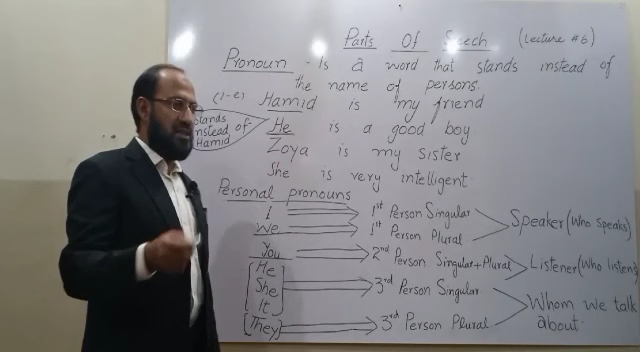 Parts Of Speech (Lecture #6)
Pronoun - Is a word that stands instead of
the name of persons.
(i-e) Hamid is my friend
stands instead of Hamid
He is a good boy
Zoya is my Sister
She is very intelligent
Personal pronouns
I → 1st Person Singular
We → 1st Person Plural
Speaker (Who speaks)
You → 2nd Person Singular+Plural
Listener (Who listens)
He
She
It
→ 3rd Person Singular
They → 3rd Person Plural
Whom we talk
about.